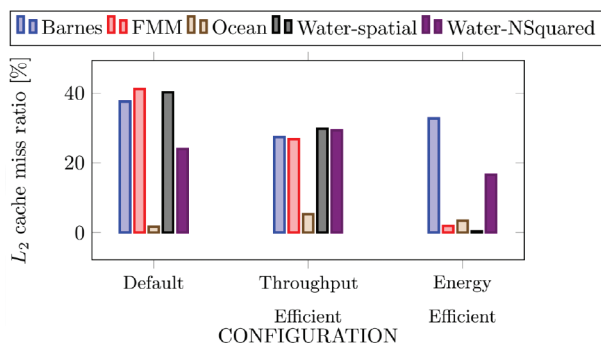 Barnes FMM Ocean Water-spatial Water-NSquared
L2 cache miss ratio [%]
40
20
0
Default Throughput Efficient Energy Efficient
CONFIGURATION